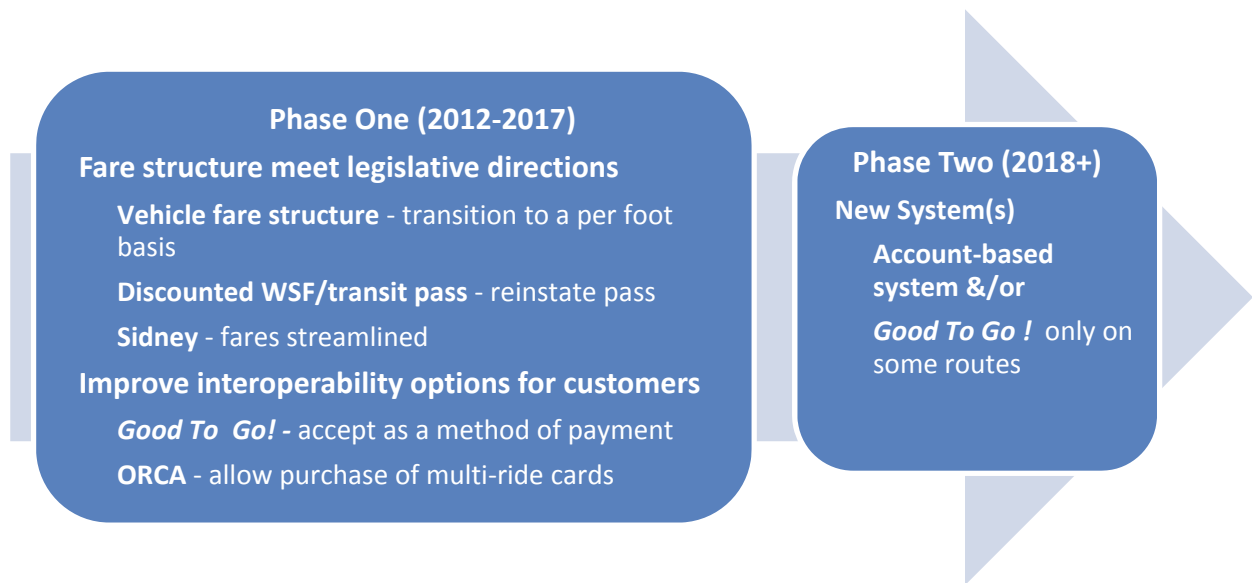 Phase One (2012-2017)
Fare structure meet legislative directions
Vehicle fare structure - transition to a per foot
basis
Discounted WSF/transit pass - reinstate pass
Sidney - fares streamlined
Improve interoperability options for customers
Good To Go! - accept as a method of payment
ORCA - allow purchase of multi-ride cards
Phase Two (2018+)
New System(s)
Account-based
system &/or
Good To Go ! only on
some routes